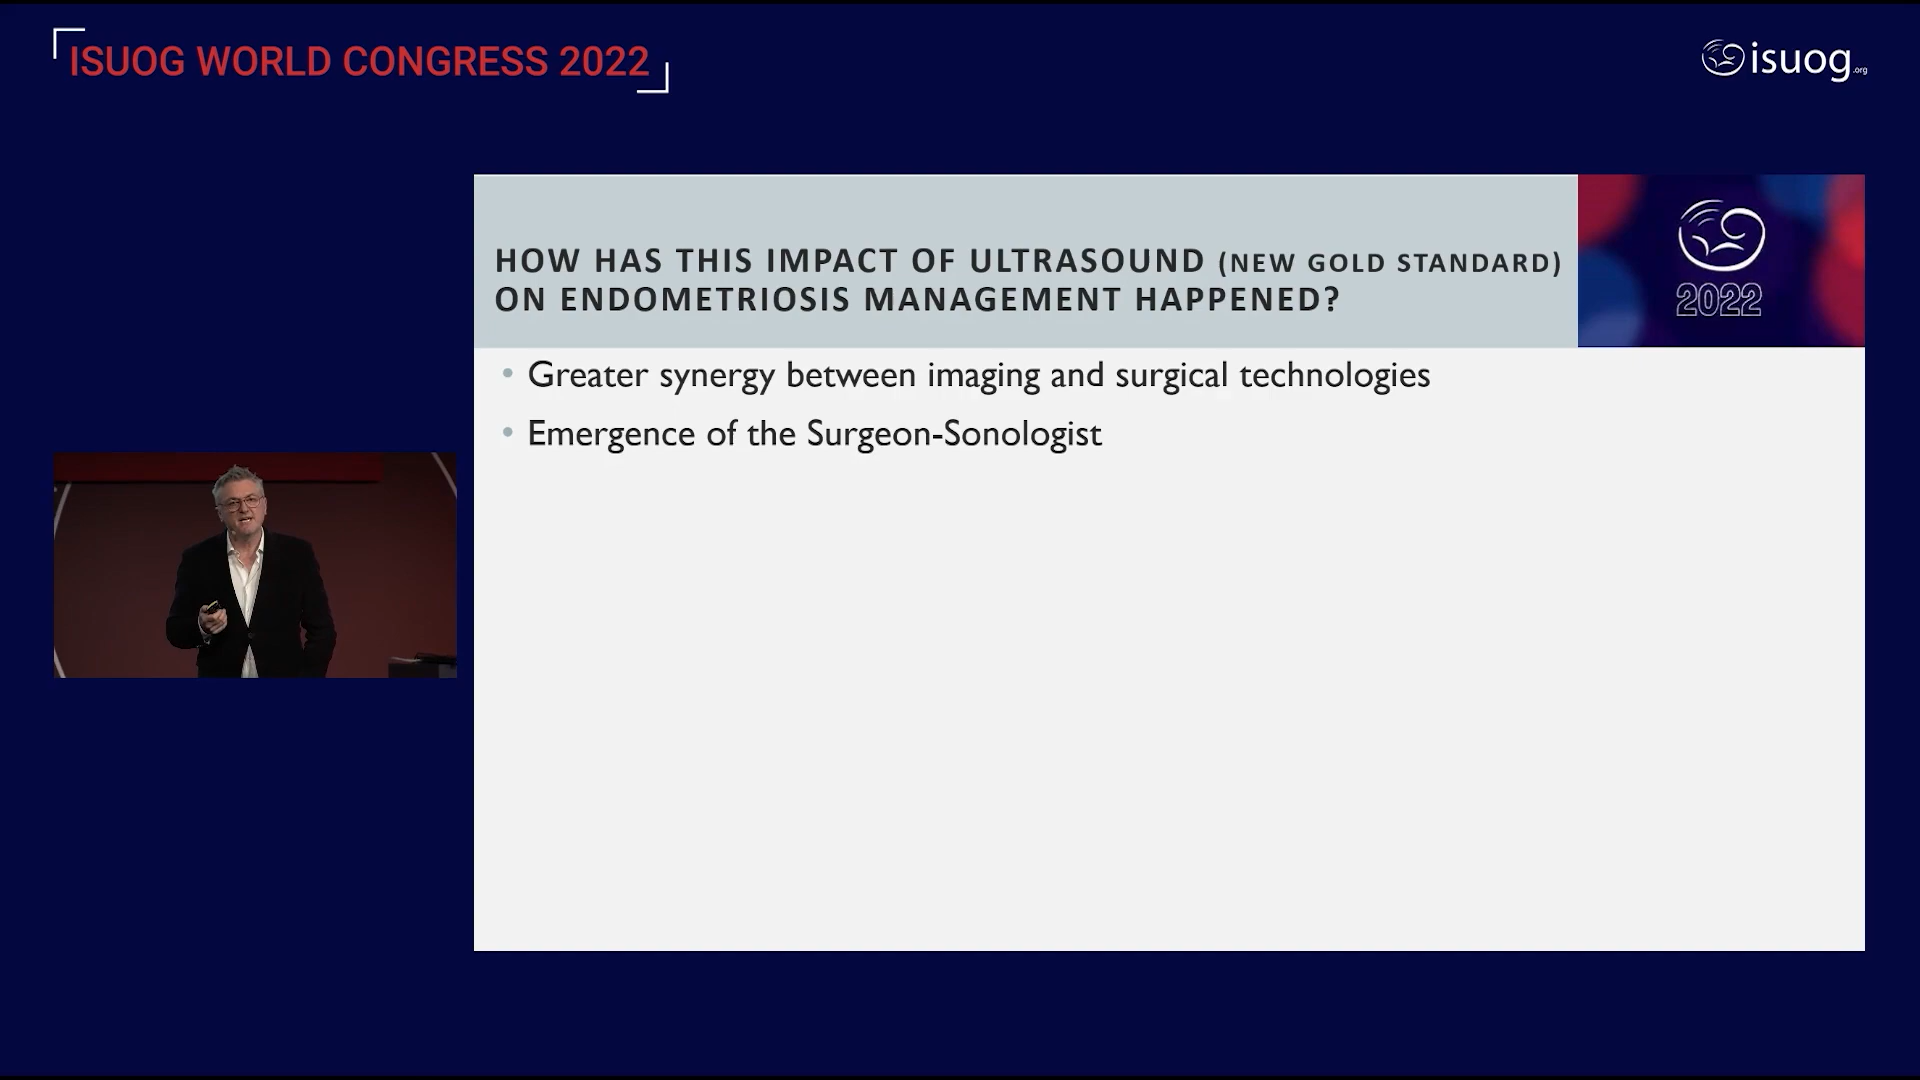 ISUOG WORLD CONGRESS 2022
isuog.org
HOW HAS THIS IMPACT OF ULTRASOUND (NEW GOLD STANDARD)
ON ENDOMETRIOSIS MANAGEMENT HAPPENED?
2022
• Greater synergy between imaging and surgical technologies
• Emergence of the Surgeon-Sonologist